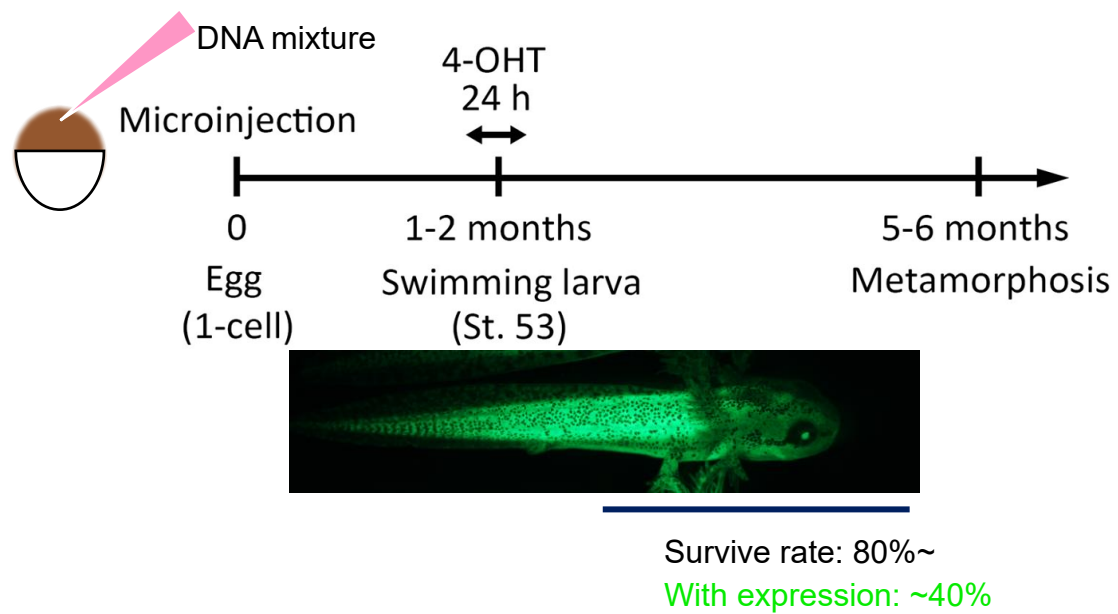 DNA mixture
Microinjection
4-OHT
24 h
0
1-2 months
5-6 months
Egg
(1-cell)
Swimming larva
(St. 53)
Metamorphosis
Survive rate: 80%~
With expression: ~40%